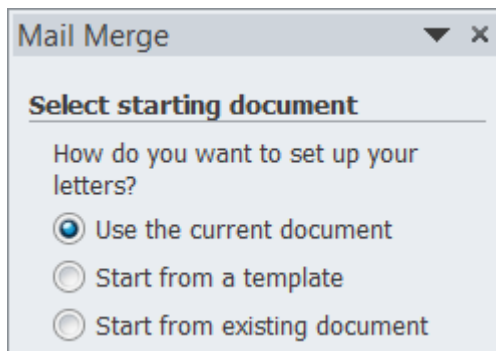 Mail Merge
Select starting document
How do you want to set up your
letters?
Use the current document
Start from a template
Start from existing document